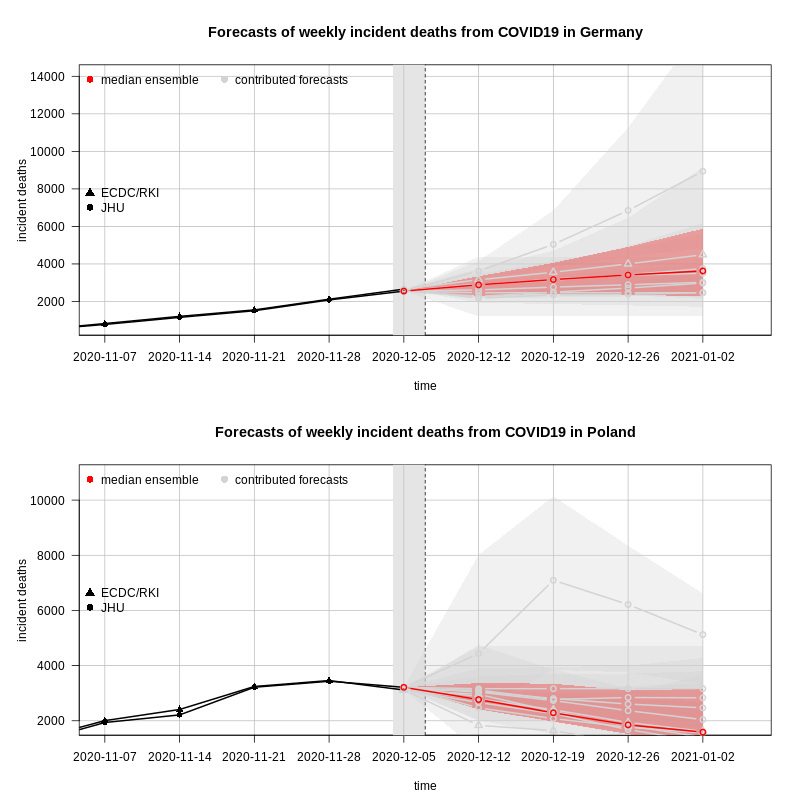 Forecasts of weekly incident deaths from COVID19 in Germany
median ensemble contributed forecasts
14000
12000
10000
8000
6000
4000
2000
incident deaths
ECDC/RKI
JHU
2020-11-07 2020-11-14 2020-11-21 2020-11-28 2020-12-05 2020-12-12 2020-12-19 2020-12-26 2021-01-02
time
Forecasts of weekly incident deaths from COVID19 in Poland
median ensemble contributed forecasts
10000
8000
6000
4000
2000
incident deaths
ECDC/RKI
JHU
2020-11-07 2020-11-14 2020-11-21 2020-11-28 2020-12-05 2020-12-12 2020-12-19 2020-12-26 2021-01-02
time